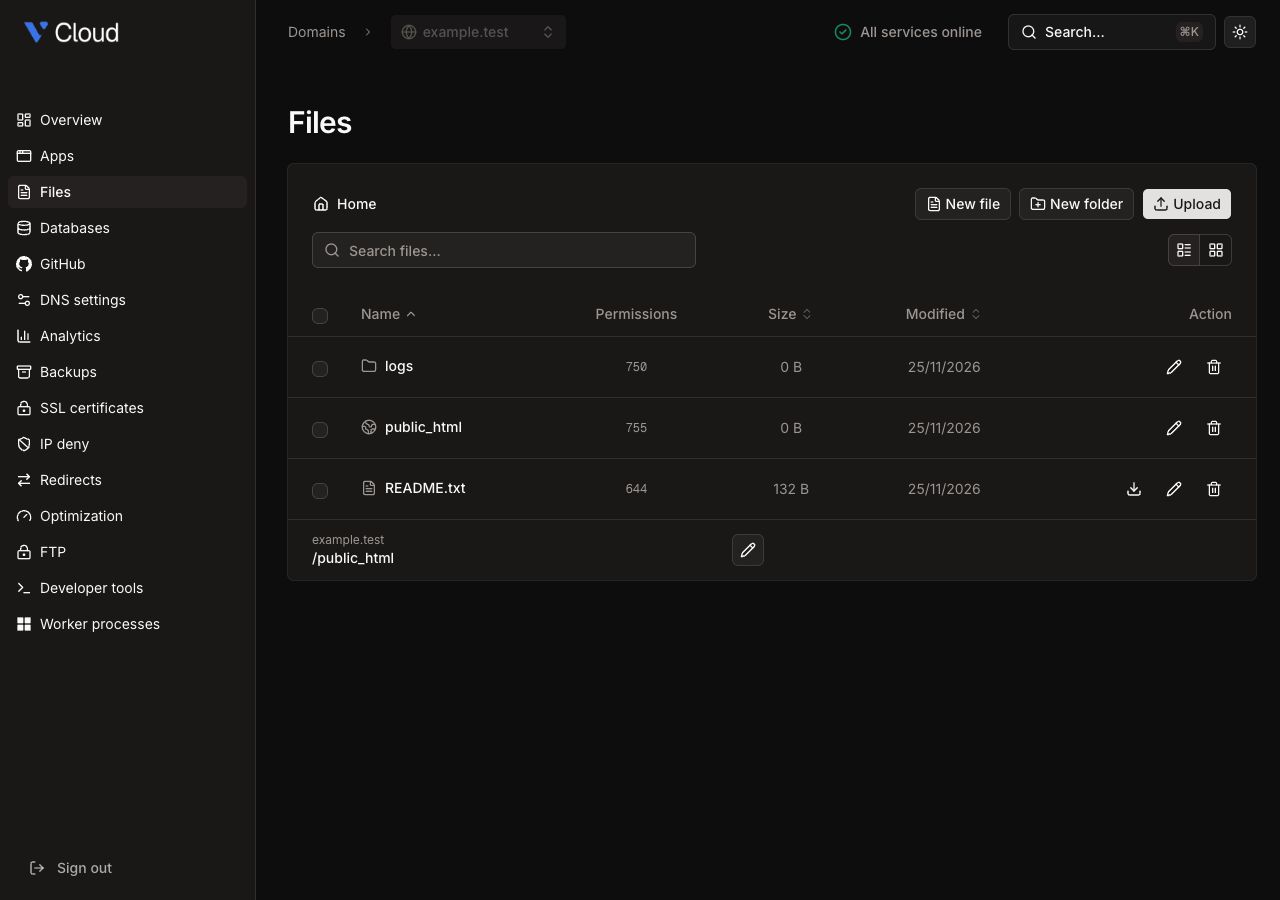 Cloud
Domains
example.test
All services online
Search...
⌘K
Overview
Apps
Files
Databases
GitHub
DNS settings
Analytics
Backups
SSL certificates
IP deny
Redirects
Optimization
FTP
Developer tools
Worker processes
Sign out
Files
Home
New file
New folder
Upload
Search files...
Name Permissions Size Modified Action
logs 750 0 B 25/11/2026
public_html 755 0 B 25/11/2026
README.txt 644 132 B 25/11/2026
example.test
/public_html